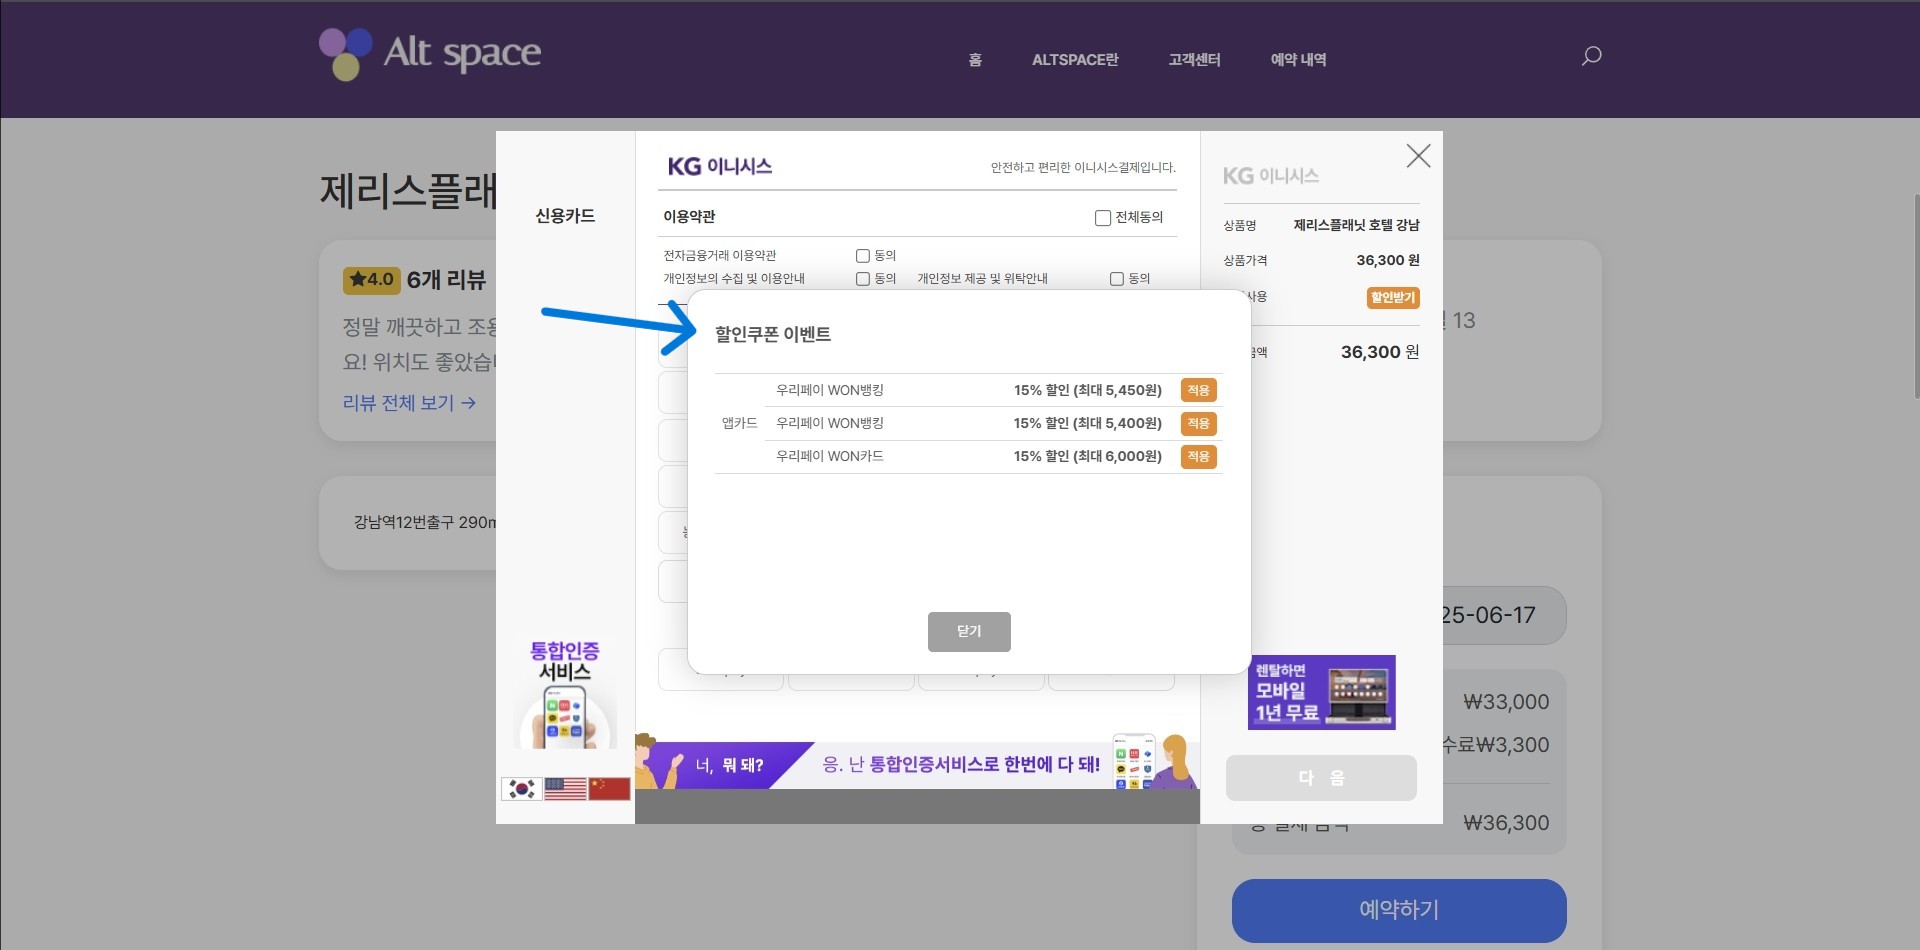 Alt space
홈
ALTSPACE란
고객센터
예약 내역
제리스플래
4.0 6개 리뷰
정말 깨끗하고 조용
요! 위치도 좋았습니
리뷰 전체 보기 →
강남역12번출구 290m
신용카드
통합인증
서비스
KG 이니시스
안전하고 편리한 이니시스결제입니다.
이용약관
전체동의
전자금융거래 이용약관
동의
개인정보의 수집 및 이용안내
동의
개인정보 제공 및 위탁안내
동의
할인쿠폰 이벤트
앱카드
우리페이 WON뱅킹
15% 할인 (최대 5,450원)
적용
우리페이 WON뱅킹
15% 할인 (최대 5,400원)
적용
우리페이 WON카드
15% 할인 (최대 6,000원)
적용
닫기
너, 뭐 돼?
응. 난 통합인증서비스로 한번에 다 돼!
KG 이니시스
상품명
제리스플래닛 호텔 강남
상품가격
36,300 원
사용
할인받기
금액
36,300 원
렌탈하면
모바일
1년 무료
다 음
13
25-06-17
₩33,000
수료₩3,300
총 결제 금액
₩36,300
예약하기